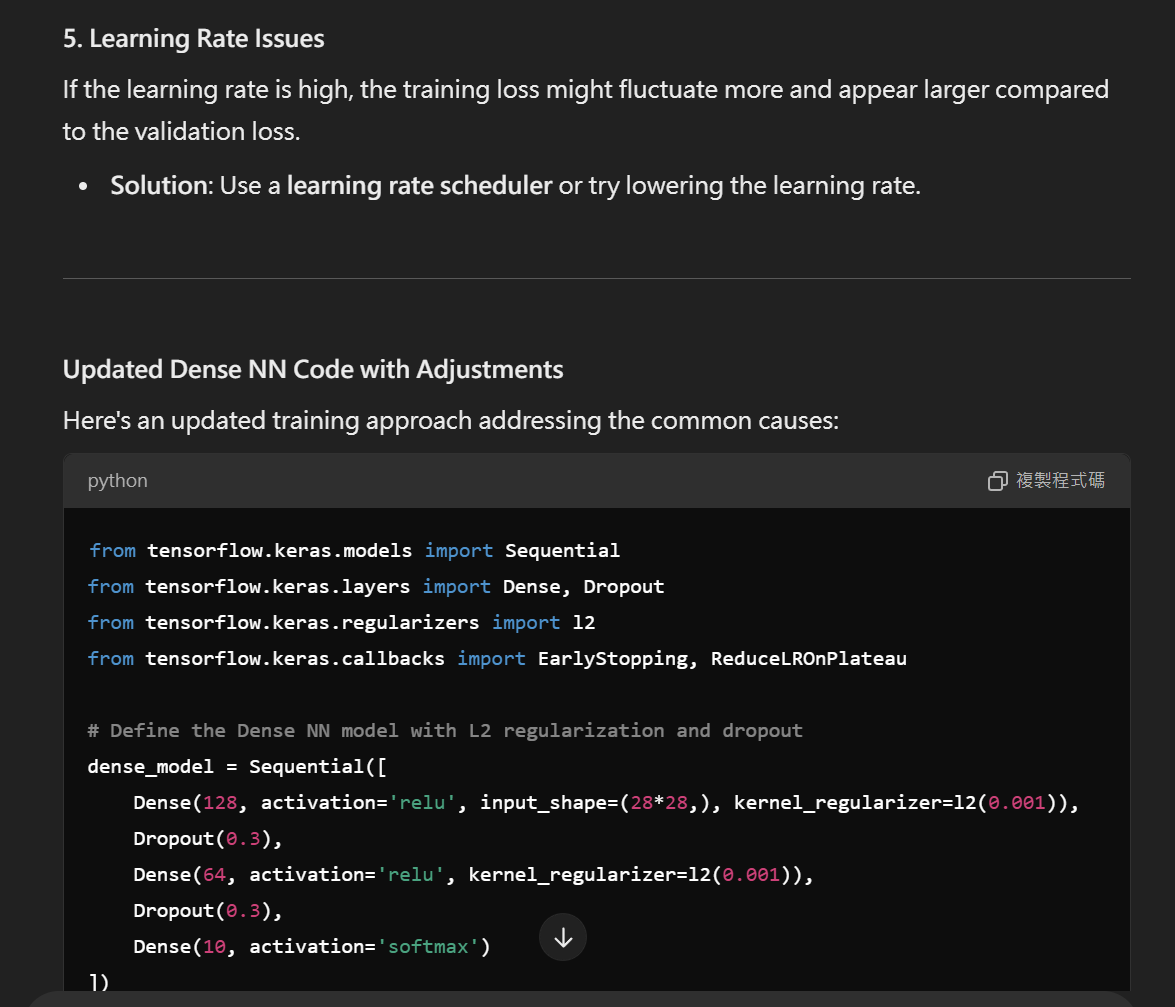 5. Learning Rate Issues
If the learning rate is high, the training loss might fluctuate more and appear larger compared
to the validation loss.
• Solution: Use a learning rate scheduler or try lowering the learning rate.
Updated Dense NN Code with Adjustments
Here's an updated training approach addressing the common causes:
python 複製程式碼
from tensorflow.keras.models import Sequential
from tensorflow.keras.layers import Dense, Dropout
from tensorflow.keras.regularizers import l2
from tensorflow.keras.callbacks import EarlyStopping, ReduceLROnPlateau
# Define the Dense NN model with L2 regularization and dropout
dense_model = Sequential([
    Dense(128, activation='relu', input_shape=(28*28,), kernel_regularizer=l2(0.001)),
    Dropout(0.3),
    Dense(64, activation='relu', kernel_regularizer=l2(0.001)),
    Dropout(0.3),
    Dense(10, activation='softmax')
])